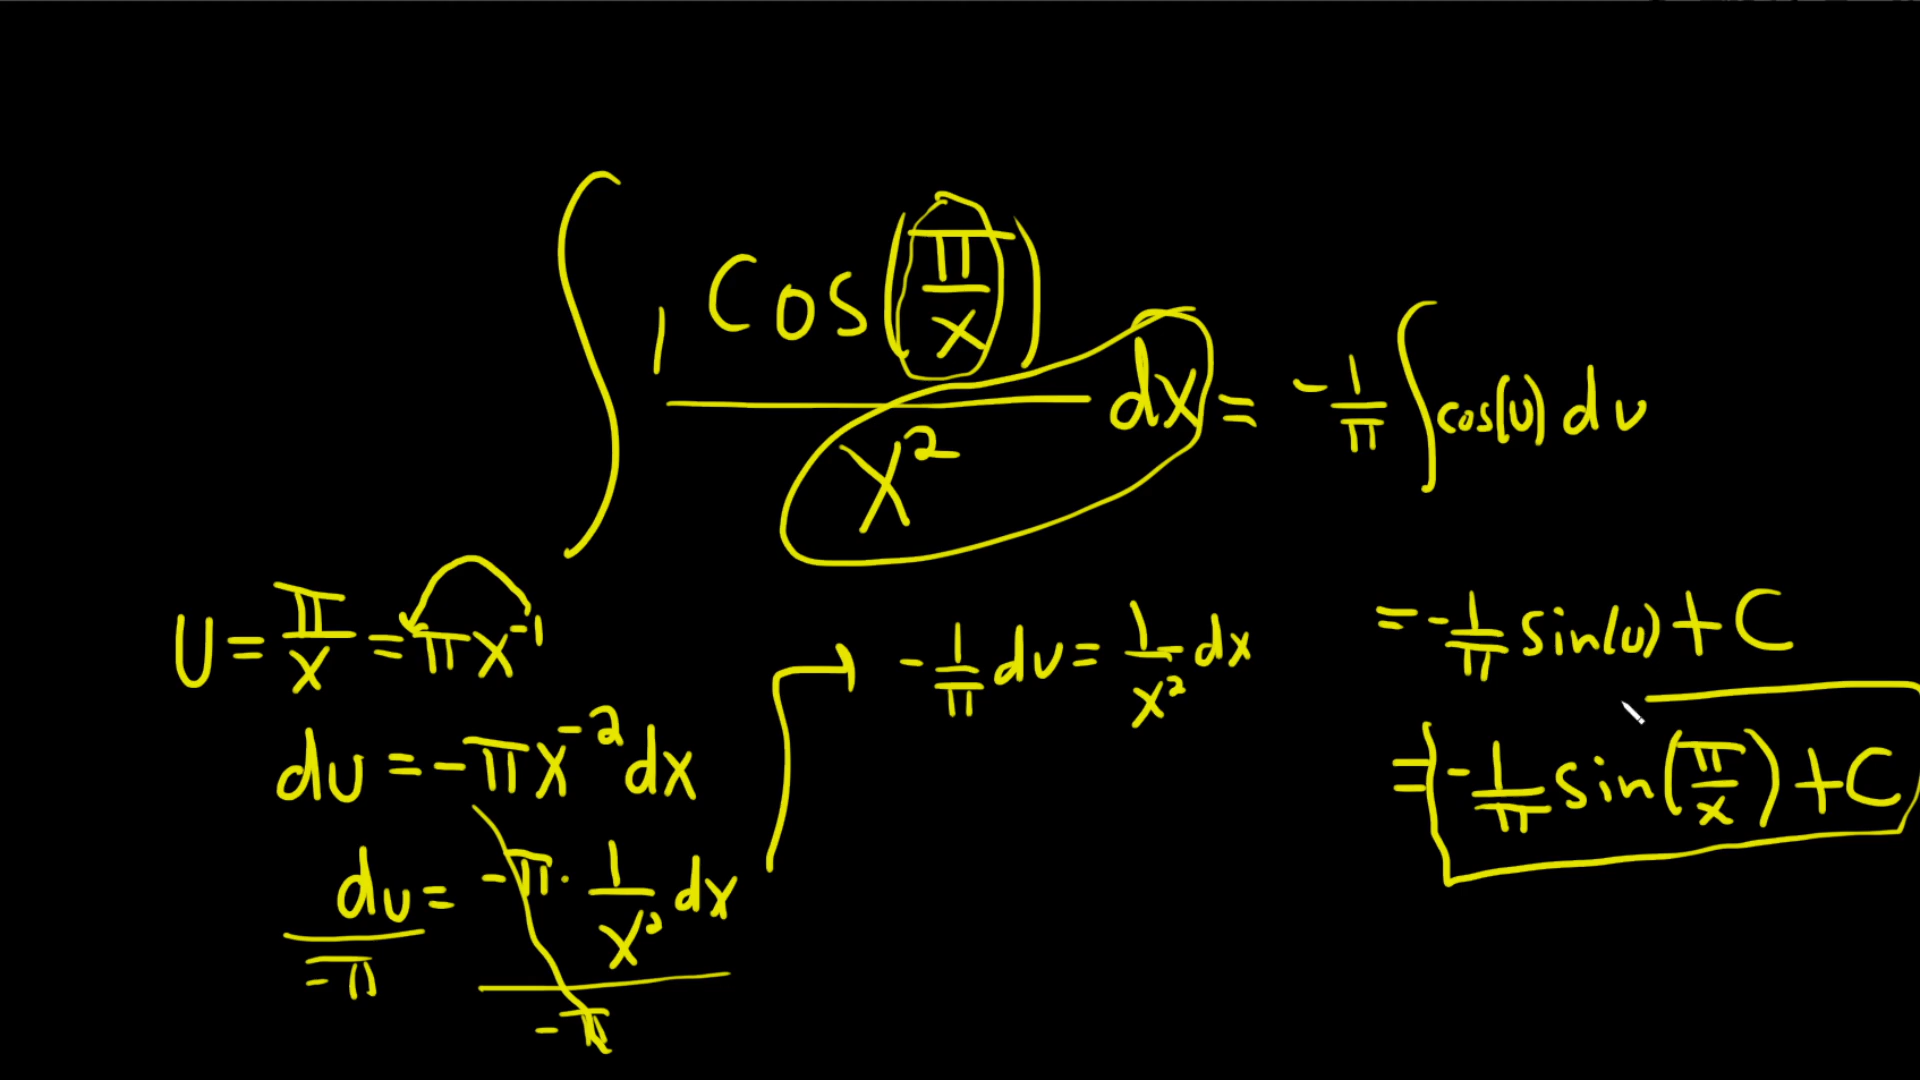 ∫ 1 cos(π/x)/x² dx = -1/π ∫ cos(u) du
u = π/x = πx⁻¹
du = -πx⁻² dx
du/-π = -π · 1/x² dx/-π
-1/π du = 1/x² dx
= -1/π sin(u) + C
= -1/π sin(π/x) + C